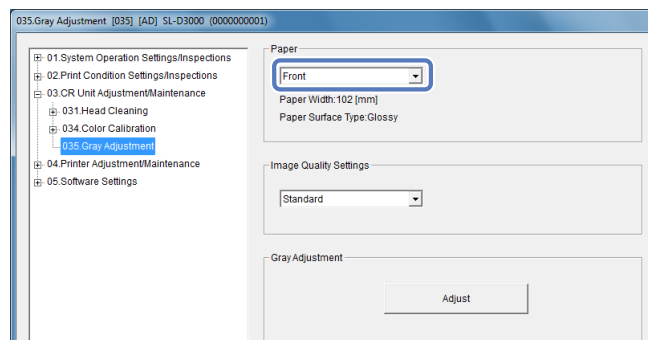 035.Gray Adjustment [035] [AD] SL-D3000 (0000000001)
01.System Operation Settings/Inspections
02.Print Condition Settings/Inspections
03.CR Unit Adjustment/Maintenance
031.Head Cleaning
034.Color Calibration
035.Gray Adjustment
04.Printer Adjustment/Maintenance
05.Software Settings
Paper
Front
Paper Width:102 [mm]
Paper Surface Type:Glossy
Image Quality Settings
Standard
Gray Adjustment
Adjust